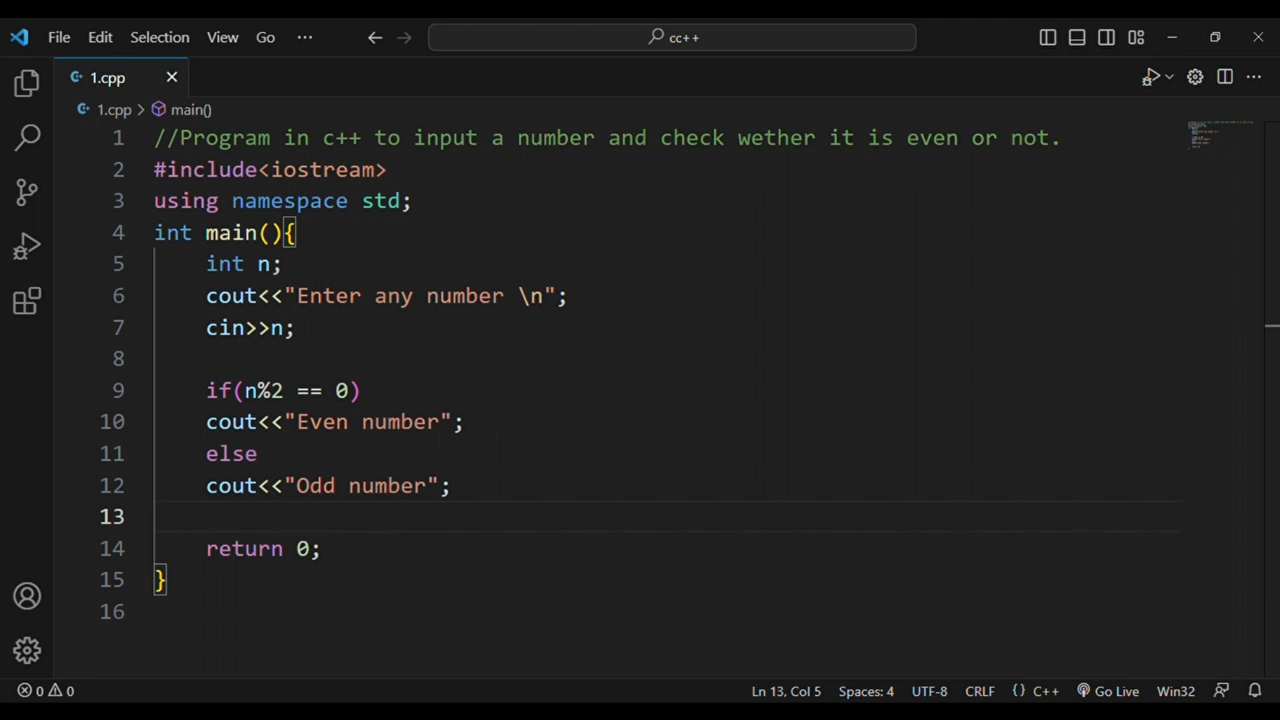 File Edit Selection View Go ··· cc++
1.cpp
1.cpp > main()
1 //Program in c++ to input a number and check wether it is even or not.
2 #include<iostream>
3 using namespace std;
4 int main(){
5 int n;
6 cout<<"Enter any number \n";
7 cin>>n;
8
9 if(n%2 == 0)
10 cout<<"Even number";
11 else
12 cout<<"Odd number";
13
14 return 0;
15 }
16
0 0 Ln 13, Col 5 Spaces: 4 UTF-8 CRLF {} C++ Go Live Win32